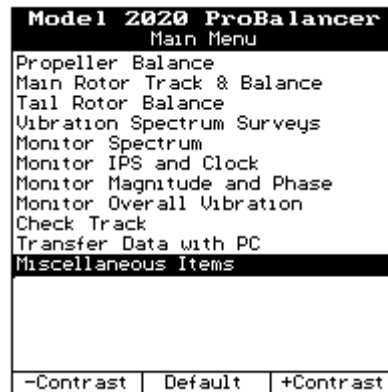 Model 2020 ProBalancer
Main Menu
Propeller Balance
Main Rotor Track & Balance
Tail Rotor Balance
Vibration Spectrum Surveys
Monitor Spectrum
Monitor IPS and Clock
Monitor Magnitude and Phase
Monitor Overall Vibration
Check Track
Transfer Data with PC
Miscellaneous Items
-Contrast Default +Contrast